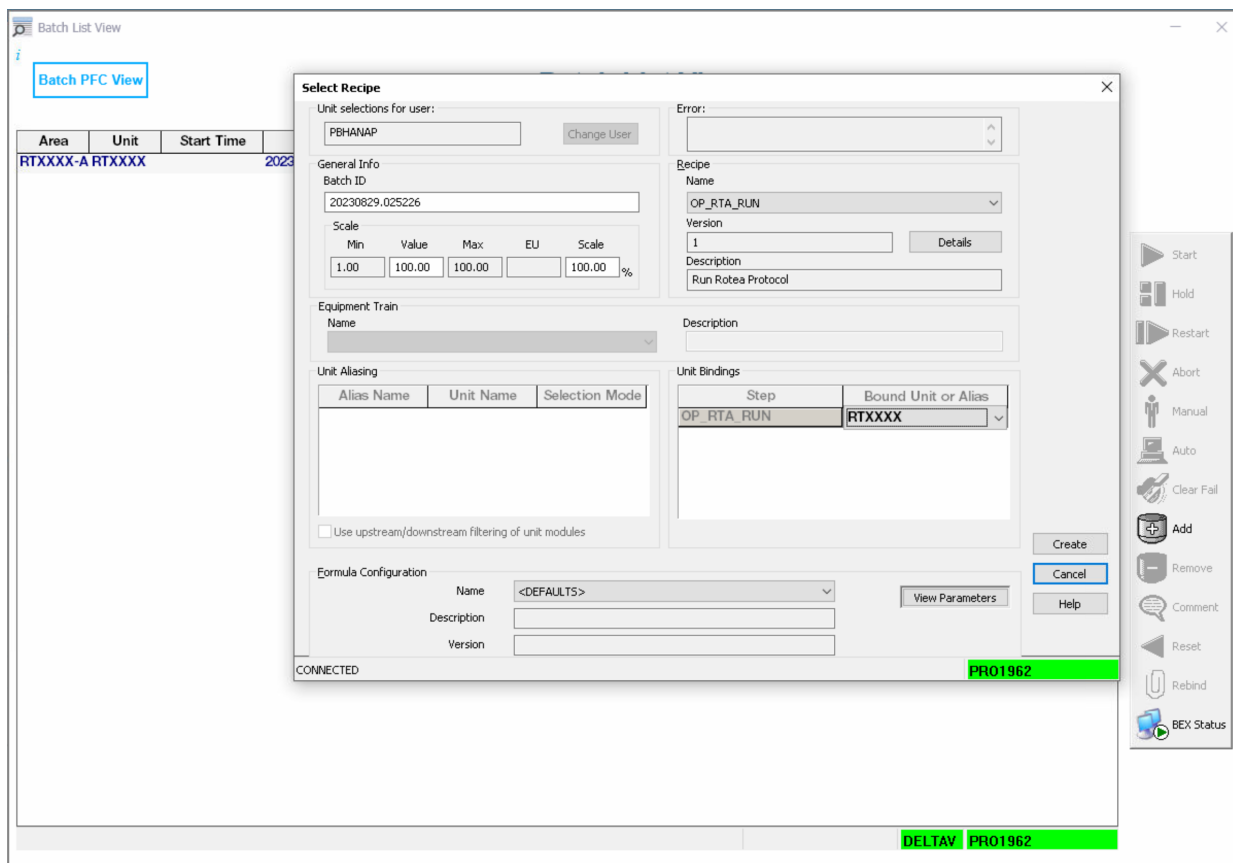 Batch List View
i
Batch PFC View
Select Recipe
Unit selections for user:
PBHANAP
Change User
Error:
General Info
Batch ID
20230829.025226
Scale
Min Value Max EU Scale
1.00 100.00 100.00 100.00 %
Recipe
Name
OP_RTA_RUN
Version
1
Details
Description
Run Rotea Protocol
Equipment Train
Name
Description
Unit Aliasing
Alias Name Unit Name Selection Mode
Use upstream/downstream filtering of unit modules
Unit Bindings
Step Bound Unit or Alias
OP_RTA_RUN RTXXXX
Create
Cancel
Help
Formula Configuration
Name <DEFAULTS>
View Parameters
Description
Version
CONNECTED
PRO1962
Area Unit Start Time
RTXXXX-A RTXXXX 2023
Start
Hold
Restart
Abort
Manual
Auto
Clear Fail
Add
Remove
Comment
Reset
Rebind
BEX Status
DELTAV PRO1962